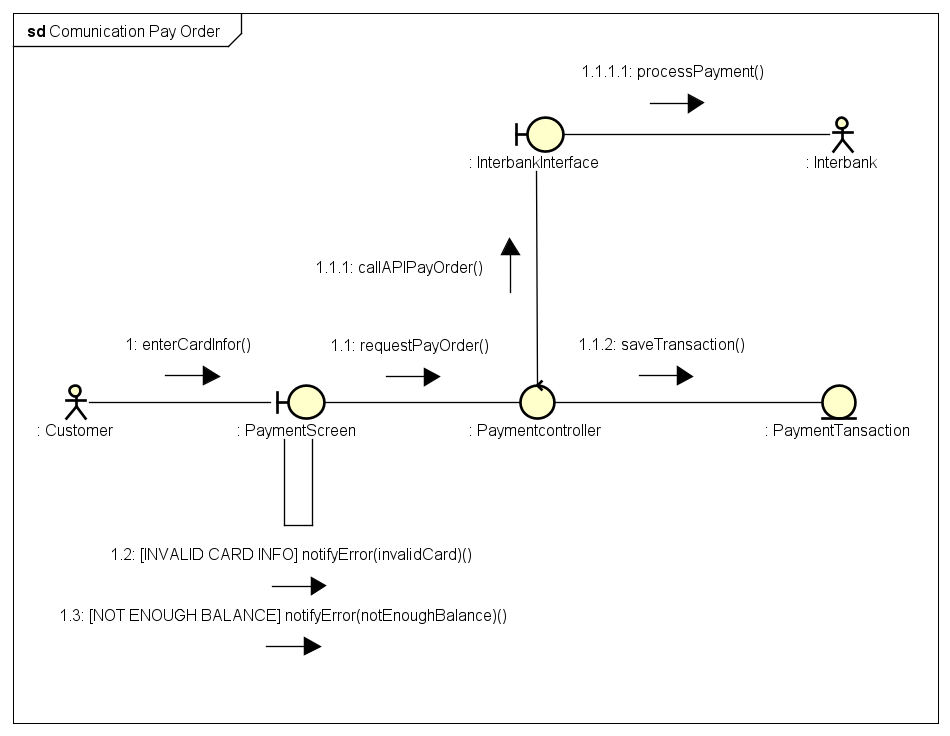 sd Comunication Pay Order
1.1.1.1: processPayment()
: InterbankInterface
: Interbank
1.1.1: callAPIPayOrder()
1: enterCardInfor()
1.1: requestPayOrder()
1.1.2: saveTransaction()
: Customer
: PaymentScreen
: Paymentcontroller
: PaymentTansaction
1.2: [INVALID CARD INFO] notifyError(invalidCard)()
1.3: [NOT ENOUGH BALANCE] notifyError(notEnoughBalance)()